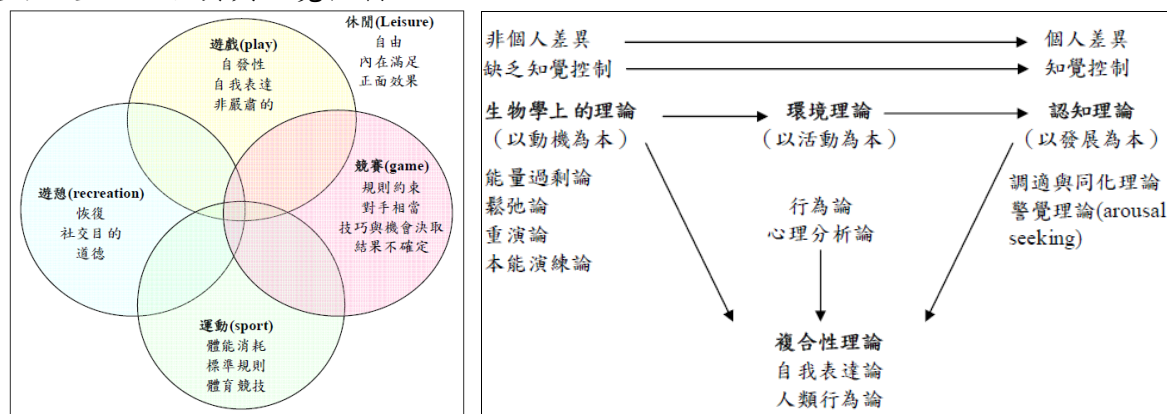 休閒(Leisure)
自由
內在滿足
正面效果
遊戲(play)
自發性
自我表達
非嚴肅的
競賽(game)
規則約束
對手相當
技巧與機會決取
結果不確定
遊憩(recreation)
恢復
社交目的
道德
運動(sport)
體能消耗
標準規則
體育競技
非個人差異
個人差異
缺乏知覺控制
知覺控制
生物學上的理論
(以動機為本)
環境理論
(以活動為本)
認知理論
(以發展為本)
能量過剩論
鬆弛論
重演論
本能演練論
行為論
心理分析論
調適與同化理論
警覺理論(arousal
seeking)
複合性理論
自我表達論
人類行為論